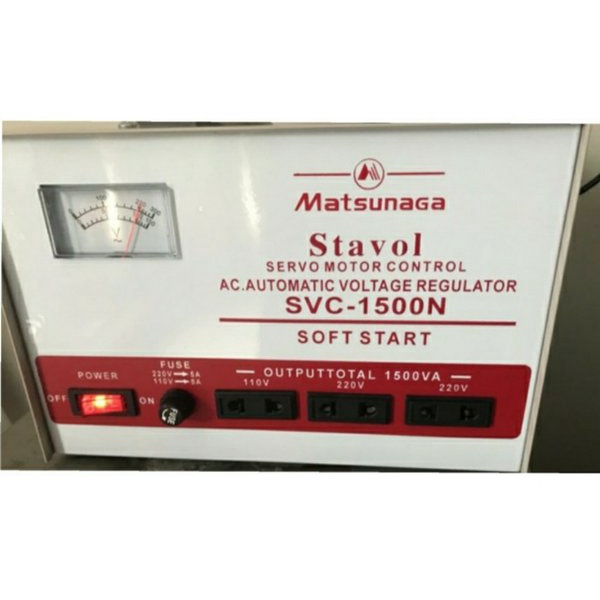 Matsunaga
Stavol
SERVO MOTOR CONTROL
AC.AUTOMATIC VOLTAGE REGULATOR
SVC-1500N
SOFT START
POWER
OFF
ON
FUSE
220V→5A
110V→8A
FUSE
OUTPUTTOTAL 1500VA
110V
220V
220V
V